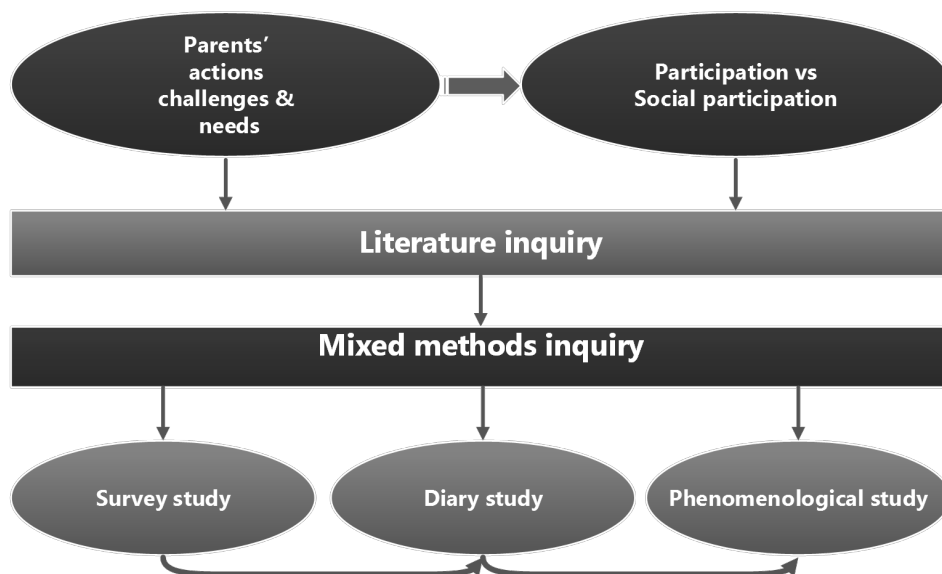 Parents’
actions
challenges &
needs
Participation vs
Social participation
Literature inquiry
Mixed methods inquiry
Survey study
Diary study
Phenomenological study